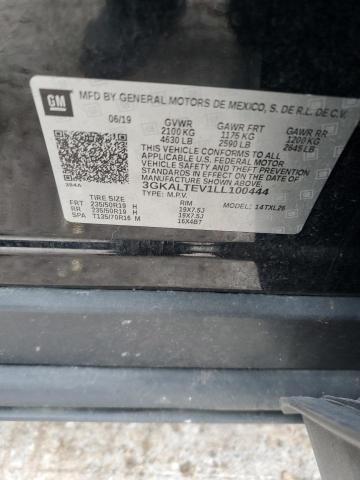 GM
MFD BY GENERAL MOTORS DE MEXICO, S. DE R.L. DE C.V.
06/19 GVWR GAWR FRT GAWR RR
2100 KG 1175 KG 1200 KG
4630 LB 2590 LB 2645 LB
THIS VEHICLE CONFORMS TO ALL APPLICABLE
U.S. FEDERAL MOTOR
VEHICLE SAFETY AND THEFT PREVENTION
STANDARDS IN EFFECT ON THE DATE OF
MANUFACTURE SHOWN ABOVE.
3GKALTEV1LL100444
TYPE: M.P.V. MODEL: 14TXL26
TIRE SIZE RIM
FRT 235/50R19 H 19X7.5J
RR 235/50R19 H 19X7.5J
SPA T135/70R16 M 16X4B7